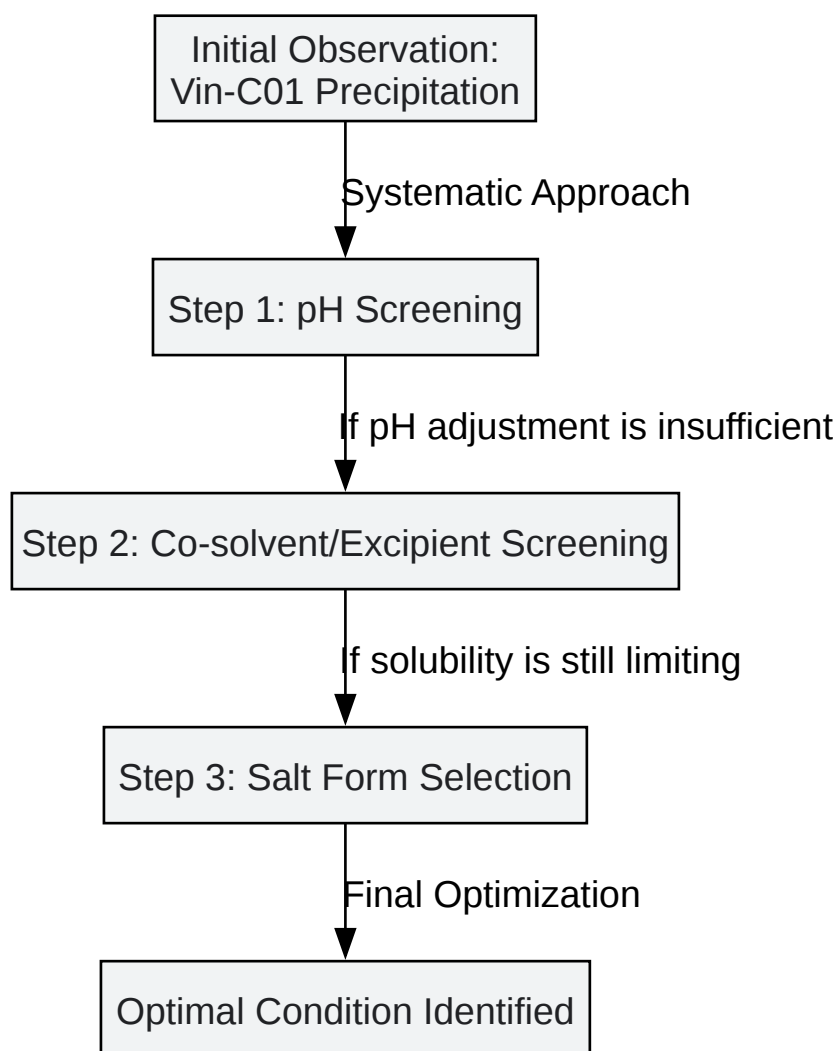 Initial Observation:
Vin-C01 Precipitation
Systematic Approach
Step 1: pH Screening
If pH adjustment is insufficient
Step 2: Co-solvent/Excipient Screening
If solubility is still limiting
Step 3: Salt Form Selection
Final Optimization
Optimal Condition Identified